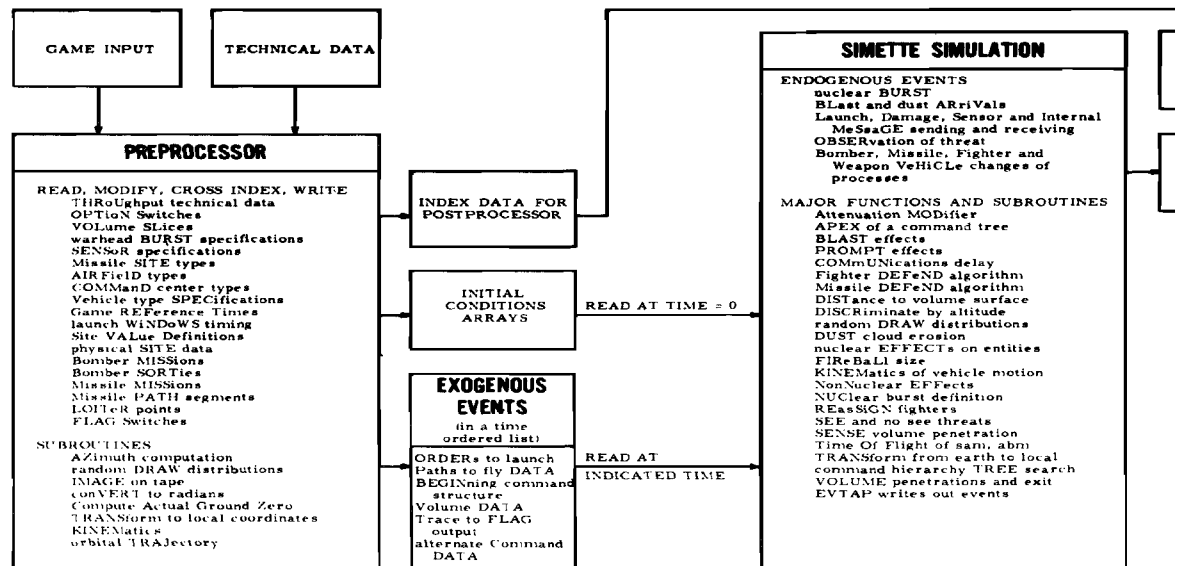 GAME INPUT
TECHNICAL DATA
PREPROCESSOR
READ, MODIFY, CROSS INDEX, WRITE
THRoUghput technical data
OPTioN Switches
VOLume SLices
warhead BURST specifications
SENSoR specifications
Missile SITE types
AIRFielD types
COMManD center types
Vehicle type SPECifications
Game REFerence Times
launch WiNDoWS timing
Site VALue Definitions
physical SITE data
Bomber MISSions
Bomber SORTies
Missile MISSions
Missile PATH segments
LOITeR points
FLAG Switches
SUBROUTINES
AZimuth computation
random DRAW distributions
IMAGE on tape
conVERT to radians
Compute Actual Ground Zero
TRANSform to local coordinates
KINEMatics
orbital TRAJectory
INDEX DATA FOR
POSTPROCESSOR
INITIAL
CONDITIONS
ARRAYS
READ AT TIME = 0
EXOGENOUS
EVENTS
(in a time
ordered list)
ORDERs to launch
Paths to fly DATA
BEGINning command
structure
Volume DATA
Trace to FLAG
output
alternate Command
DATA
READ AT
INDICATED TIME
SIMETTE SIMULATION
ENDOGENOUS EVENTS
nuclear BURST
BLast and dust ARriVals
Launch, Damage, Sensor and Internal
MeSsaGE sending and receiving
OBSERvation of threat
Bomber, Missile, Fighter and
Weapon VeHiCLe changes of
processes
MAJOR FUNCTIONS AND SUBROUTINES
Attenuation MODifier
APEX of a command tree
BLAST effects
PROMPT effects
COMmUNications delay
Fighter DEFeND algorithm
Missile DEFeND algorithm
DISTance to volume surface
DISCRiminate by altitude
random DRAW distributions
DUST cloud erosion
nuclear EFFECTs on entities
FIReBaLl size
KINEMatics of vehicle motion
NonNuclear EFFects
NUClear burst definition
REasSiGN fighters
SEE and no see threats
SENSE volume penetration
Time Of Flight of sam, abm
TRANSform from earth to local
command hierarchy TREE search
VOLUME penetrations and exit
EVTAP writes out events